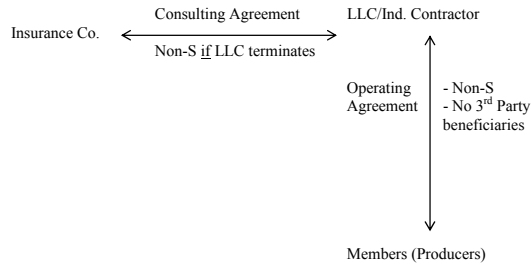 Consulting Agreement
LLC/Ind. Contractor
Insurance Co.
Non-S if LLC terminates
Operating
Agreement
- Non-S
- No 3rd Party
beneficiaries
Members (Producers)